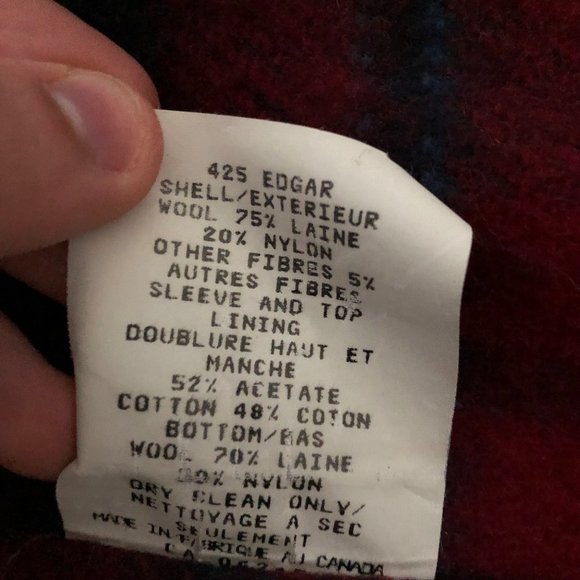 425 EDGAR
SHELL/EXTERIEUR
WOOL 75% LAINE
20% NYLON
OTHER FIBRES 5%
AUTRES FIBRES
SLEEVE AND TOP
LINING
DOUBLURE HAUT ET
MANCHE
52% ACETATE
COTTON 48% COTON
BOTTOM/BAS
WOOL 70% LAINE
30% NYLON
DRY CLEAN ONLY/
NETTOYAGE A SEC
SEULEMENT
MADE IN/FABRIQUE AU CANADA